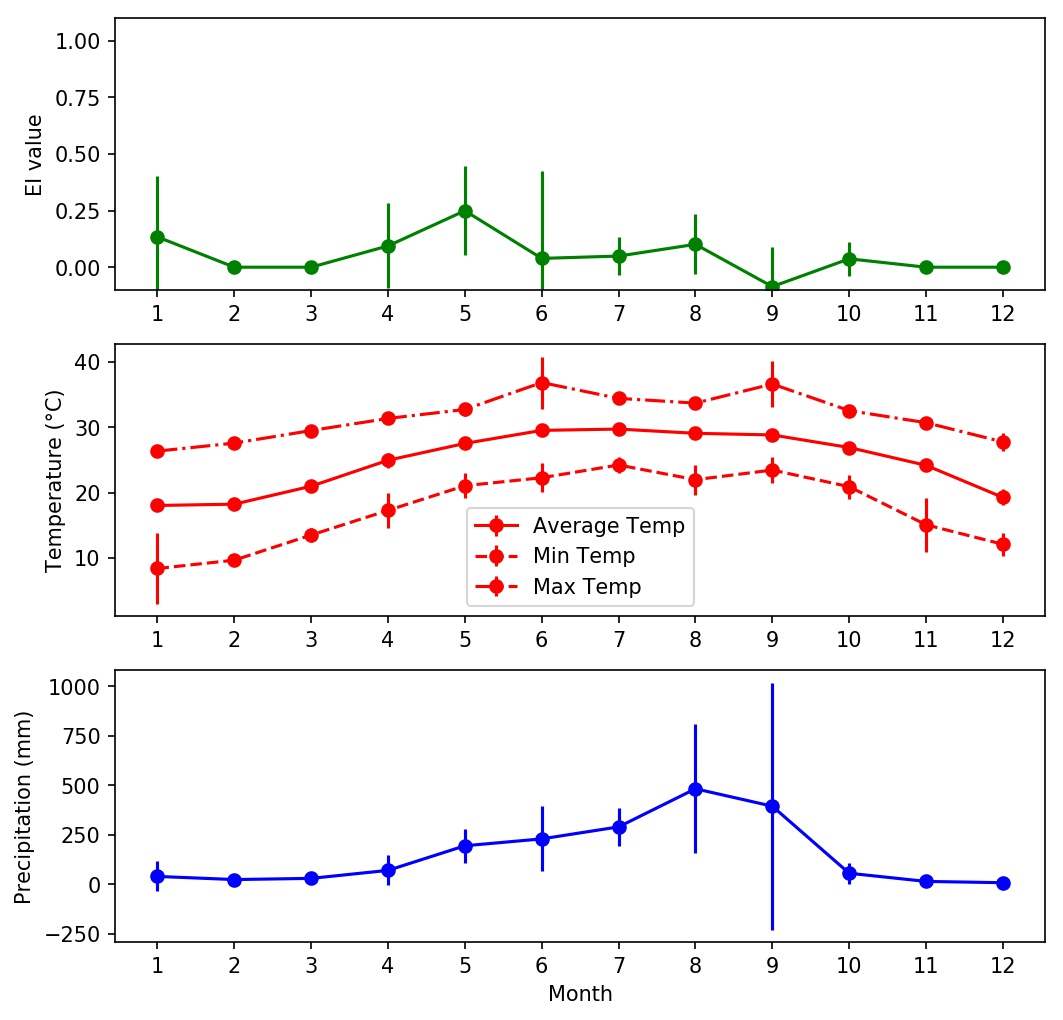 EI value
1.00
0.75
0.50
0.25
0.00
1 2 3 4 5 6 7 8 9 10 11 12
Temperature (°C)
40
30
20
10
Average Temp
Min Temp
Max Temp
1 2 3 4 5 6 7 8 9 10 11 12
Precipitation (mm)
1000
750
500
250
0
−250
1 2 3 4 5 6 7 8 9 10 11 12
Month